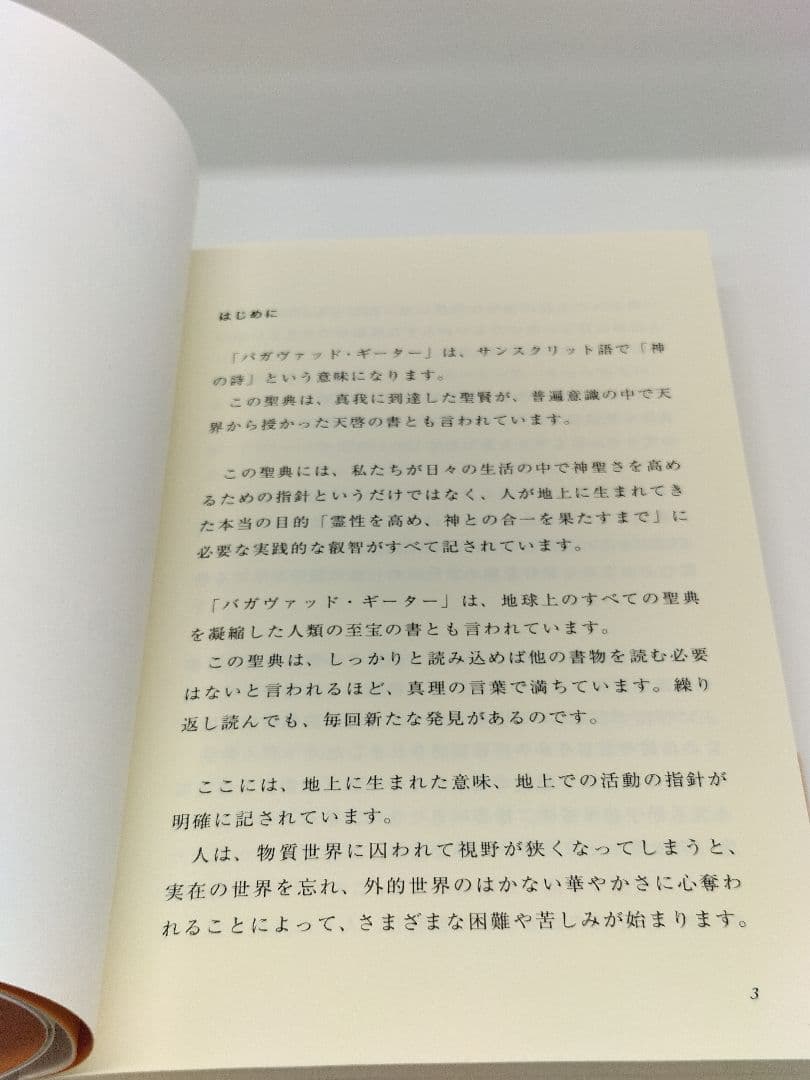 はじめに
「バガヴァッド・ギーター」は、サンスクリット語で「神
の詩」という意味になります。
この聖典は、真我に到達した聖賢が、普遍意識の中で天
界から授かった天啓の書とも言われています。
この聖典には、私たちが日々の生活の中で神聖さを高め
るための指針というだけではなく、人が地上に生まれてき
た本当の目的「霊性を高め、神との合一を果たすまで」に
必要な実践的な叡智がすべて記されています。
「バガヴァッド・ギーター」は、地球上のすべての聖典
を凝縮した人類の至宝の書とも言われています。
この聖典は、しっかりと読み込めば他の書物を読む必要
はないと言われるほど、真理の言葉で満ちています。繰り
返し読んでも、毎回新たな発見があるのです。
ここには、地上に生まれた意味、地上での活動の指針が
明確に記されています。
人は、物質世界に囚われて視野が狭くなってしまうと、
実在の世界を忘れ、外的世界のはかない華やかさに心奪わ
れることによって、さまざまな困難や苦しみが始まります。
3